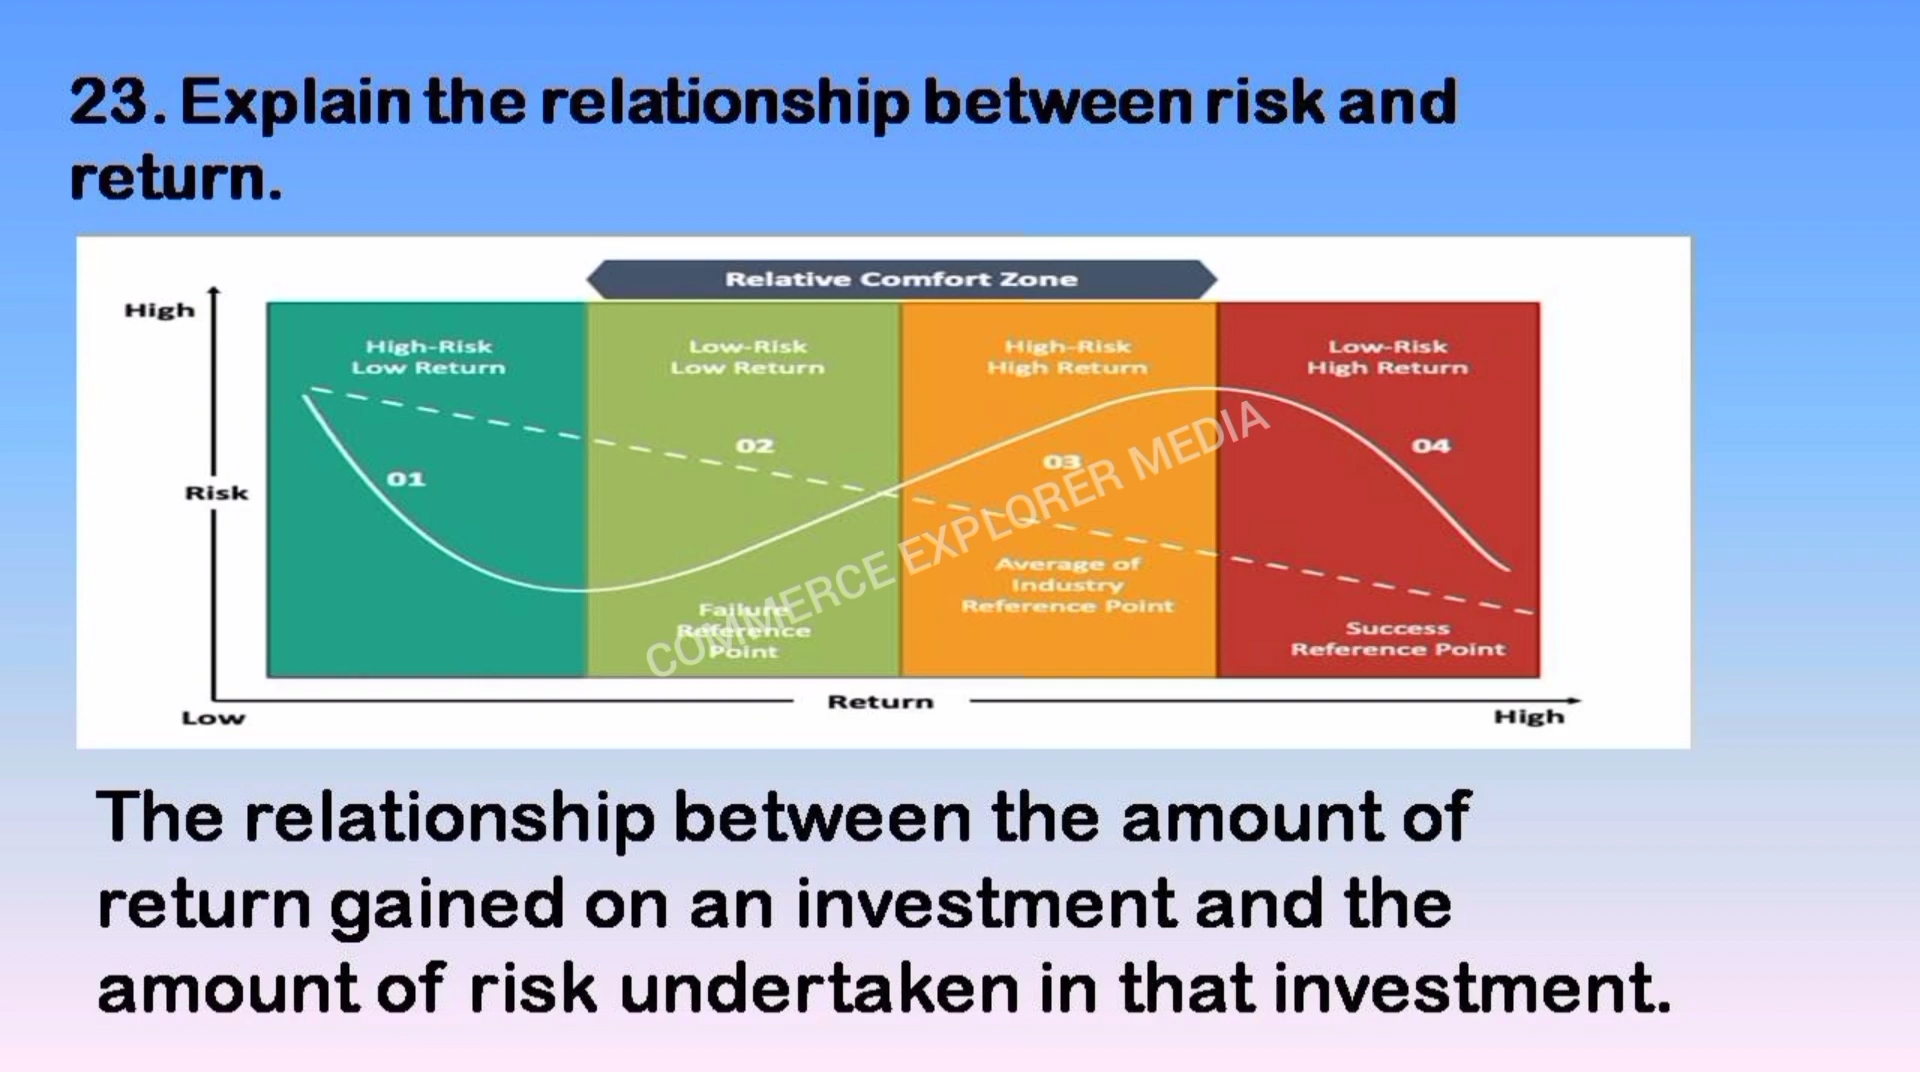 23. Explain the relationship between risk and
return.
Relative Comfort Zone
High
High-Risk
Low Return
Low-Risk
Low Return
High-Risk
High Return
Low-Risk
High Return
01
02
03
04
Risk
Failure
Reference
Point
Average of
Industry
Reference Point
Success
Reference Point
COMMERCE EXPLORER MEDIA
Low
Return
High
The relationship between the amount of
return gained on an investment and the
amount of risk undertaken in that investment.